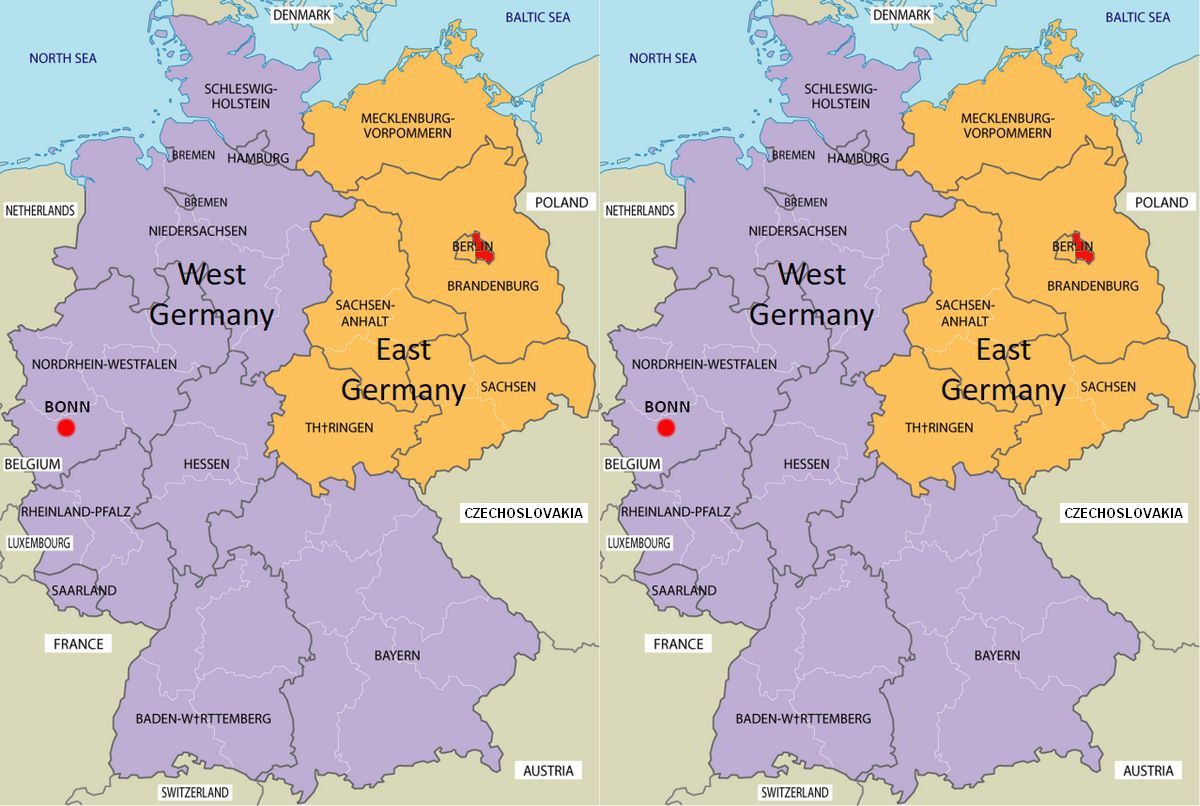 DENMARK
BALTIC SEA
NORTH SEA
SCHLESWIG-
HOLSTEIN
MECKLENBURG-
VORPOMMERN
BREMEN
HAMBURG
BREMEN
NETHERLANDS
POLAND
NIEDERSACHSEN
BERLIN
West
Germany
BRANDENBURG
SACHSEN-
ANHALT
East
Germany
NORDRHEIN-WESTFALEN
SACHSEN
BONN
TH†RINGEN
BELGIUM
HESSEN
RHEINLAND-PFALZ
CZECHOSLOVAKIA
LUXEMBOURG
SAARLAND
FRANCE
BAYERN
BADEN-W†RTTEMBERG
AUSTRIA
SWITZERLAND
DENMARK
BALTIC SEA
NORTH SEA
SCHLESWIG-
HOLSTEIN
MECKLENBURG-
VORPOMMERN
BREMEN
HAMBURG
BREMEN
NETHERLANDS
POLAND
NIEDERSACHSEN
BERLIN
West
Germany
BRANDENBURG
SACHSEN-
ANHALT
East
Germany
NORDRHEIN-WESTFALEN
SACHSEN
BONN
TH†RINGEN
BELGIUM
HESSEN
RHEINLAND-PFALZ
CZECHOSLOVAKIA
LUXEMBOURG
SAARLAND
FRANCE
BAYERN
BADEN-W†RTTEMBERG
AUSTRIA
SWITZERLAND